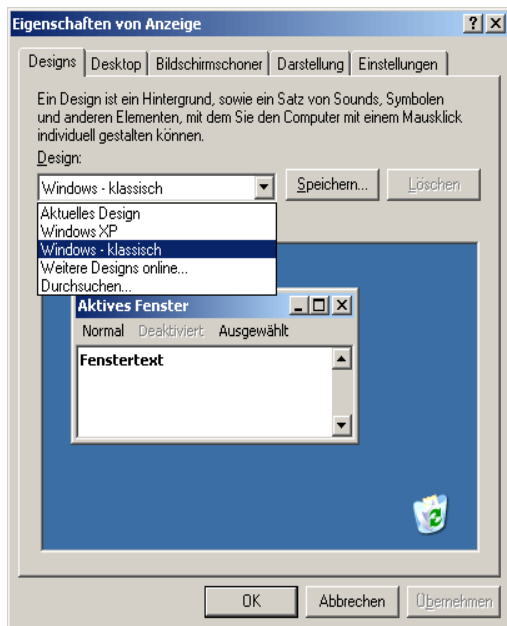 Eigenschaften von Anzeige
Designs Desktop Bildschirmschoner Darstellung Einstellungen
Ein Design ist ein Hintergrund, sowie ein Satz von Sounds, Symbolen
und anderen Elementen, mit dem Sie den Computer mit einem Mausklick
individuell gestalten können.
Design:
Windows - klassisch Speichern... Löschen
Aktuelles Design
Windows XP
Windows - klassisch
Weitere Designs online...
Durchsuchen...
Aktives Fenster
Normal Deaktiviert Ausgewählt
Fenstertext
OK Abbrechen Übernehmen